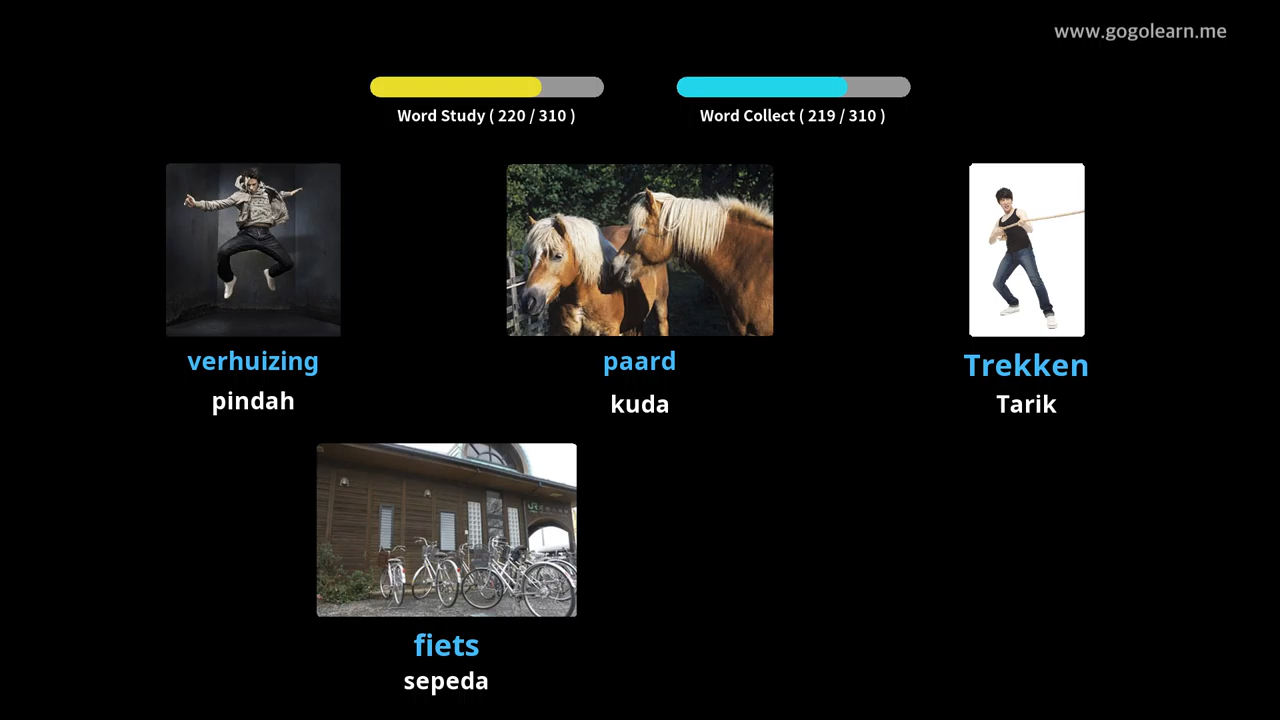 www.gogolearn.me
Word Study ( 220 / 310 )
Word Collect ( 219 / 310 )
verhuizing
pindah
paard
kuda
Trekken
Tarik
fiets
sepeda